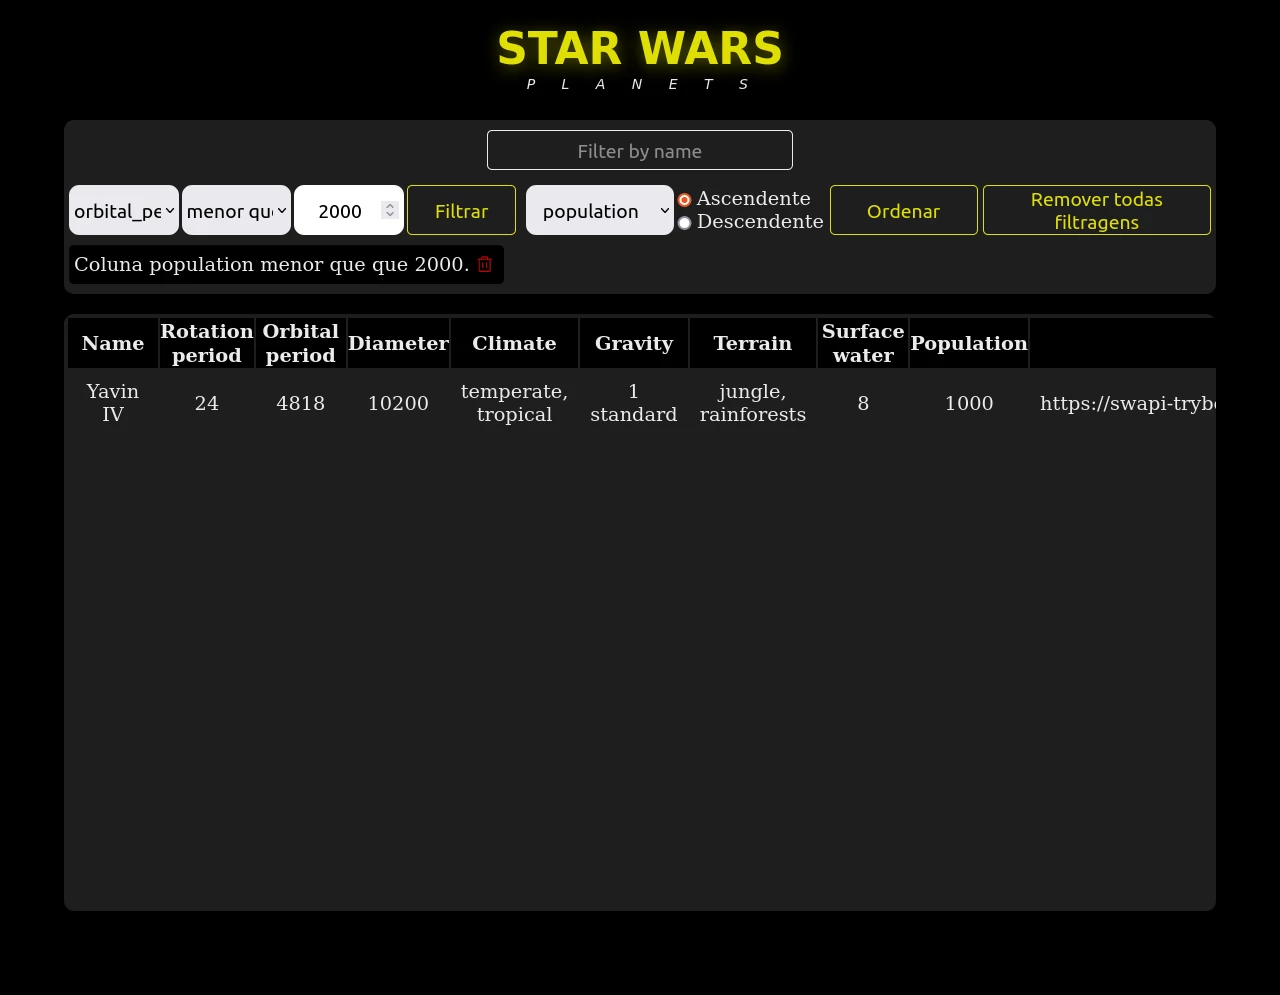 STAR WARS
P L A N E T S
Filter by name
orbital_pe menor qu 2000 Filtrar population Ascendente Descendente Ordenar Remover todas filtragens
Coluna population menor que que 2000.
Name Rotation period Orbital period Diameter Climate Gravity Terrain Surface water Population
Yavin IV 24 4818 10200 temperate, tropical 1 standard jungle, rainforests 8 1000 https://swapi-trybe